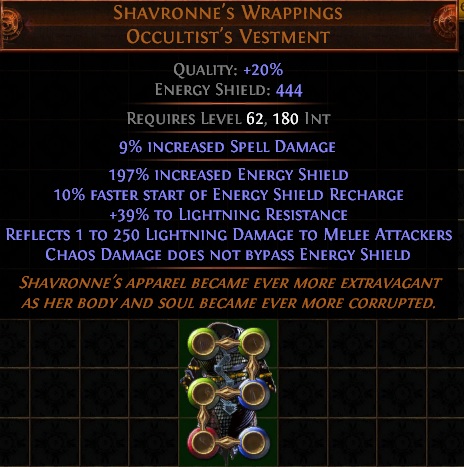 Shavronne's Wrappings
Occultist's Vestment
Quality: +20%
Energy Shield: 444
Requires Level 62, 180 Int
9% increased Spell Damage
197% increased Energy Shield
10% faster start of Energy Shield Recharge
+39% to Lightning Resistance
Reflects 1 to 250 Lightning Damage to Melee Attackers
Chaos Damage does not bypass Energy Shield
Shavronne's apparel became ever more extravagant
as her body and soul became ever more corrupted.